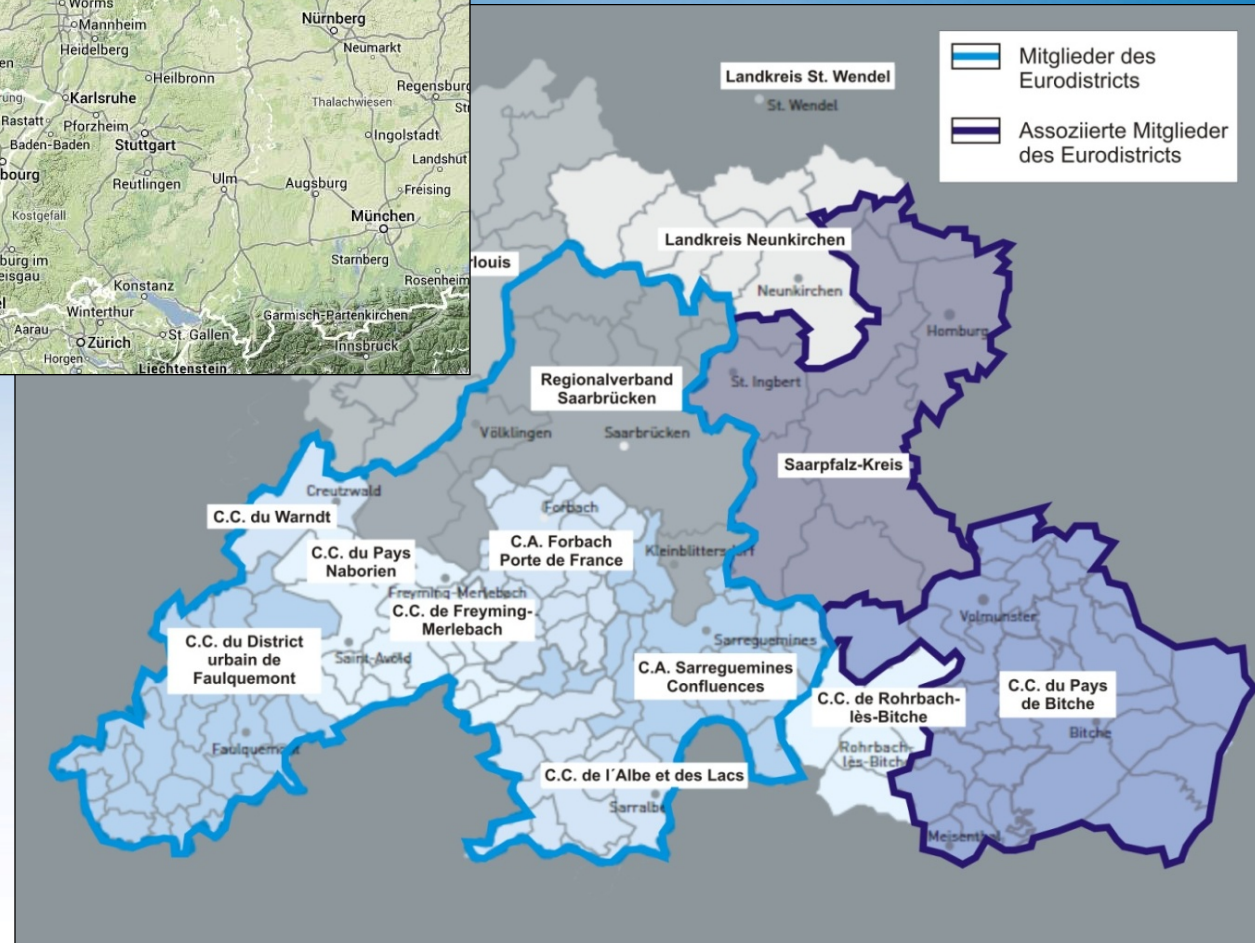 Worms
Mannheim
Heidelberg
Heilbronn
Karlsruhe
Rastatt
Pforzheim
Baden-Baden
Stuttgart
Reutlingen
Ulm
Augsburg
Kostgefäll
Konstanz
Winterthur
Aarau
Zürich
St. Gallen
Horgen
Liechtenstein
Nürnberg
Neumarkt
Regensburg
Thalachwiesen
Ingolstadt
Landshut
Freising
München
Starnberg
Rosenheim
Garmisch-Partenkirchen
Innsbruck
Mitglieder des
Eurodistricts
Assoziierte Mitglieder
des Eurodistricts
Landkreis St. Wendel
St. Wendel
Landkreis Neunkirchen
Neunkirchen
rlouis
Homburg
Regionalverband
Saarbrücken
St. Ingbert
Völklingen
Saarbrücken
Saarpfalz-Kreis
Creutzwald
C.C. du Warndt
Forbach
C.A. Forbach
Porte de France
C.C. du Pays
Naborien
Kleinblittersdorf
Freyming-Merlebach
C.C. de Freyming-
Merlebach
C.C. du District
urbain de
Faulquemont
Saint-Avold
Sarreguemines
C.A. Sarreguemines
Confluences
Volmunster
C.C. de Rohrbach-
lès-Bitche
C.C. du Pays
de Bitche
Bitche
Faulquemont
Rohrbach-
lès-Bitche
C.C. de l´Albe et des Lacs
Sarralbe
Meisenthal